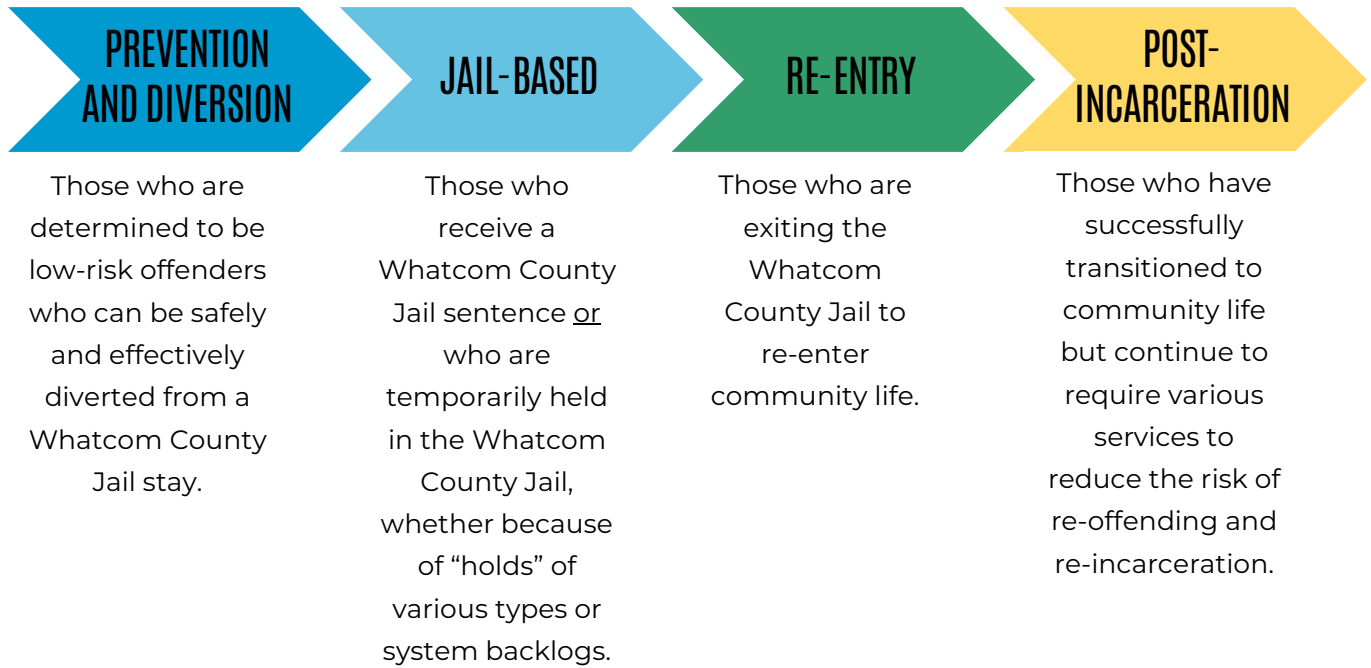 PREVENTION
AND DIVERSION
Those who are
determined to be
low-risk offenders
who can be safely
and effectively
diverted from a
Whatcom County
Jail stay.
JAIL-BASED
Those who
receive a
Whatcom County
Jail sentence or
who are
temporarily held
in the Whatcom
County Jail,
whether because
of “holds” of
various types or
system backlogs.
RE-ENTRY
Those who are
exiting the
Whatcom
County Jail to
re-enter
community life.
POST-
INCARCERATION
Those who have
successfully
transitioned to
community life
but continue to
require various
services to
reduce the risk of
re-offending and
re-incarceration.